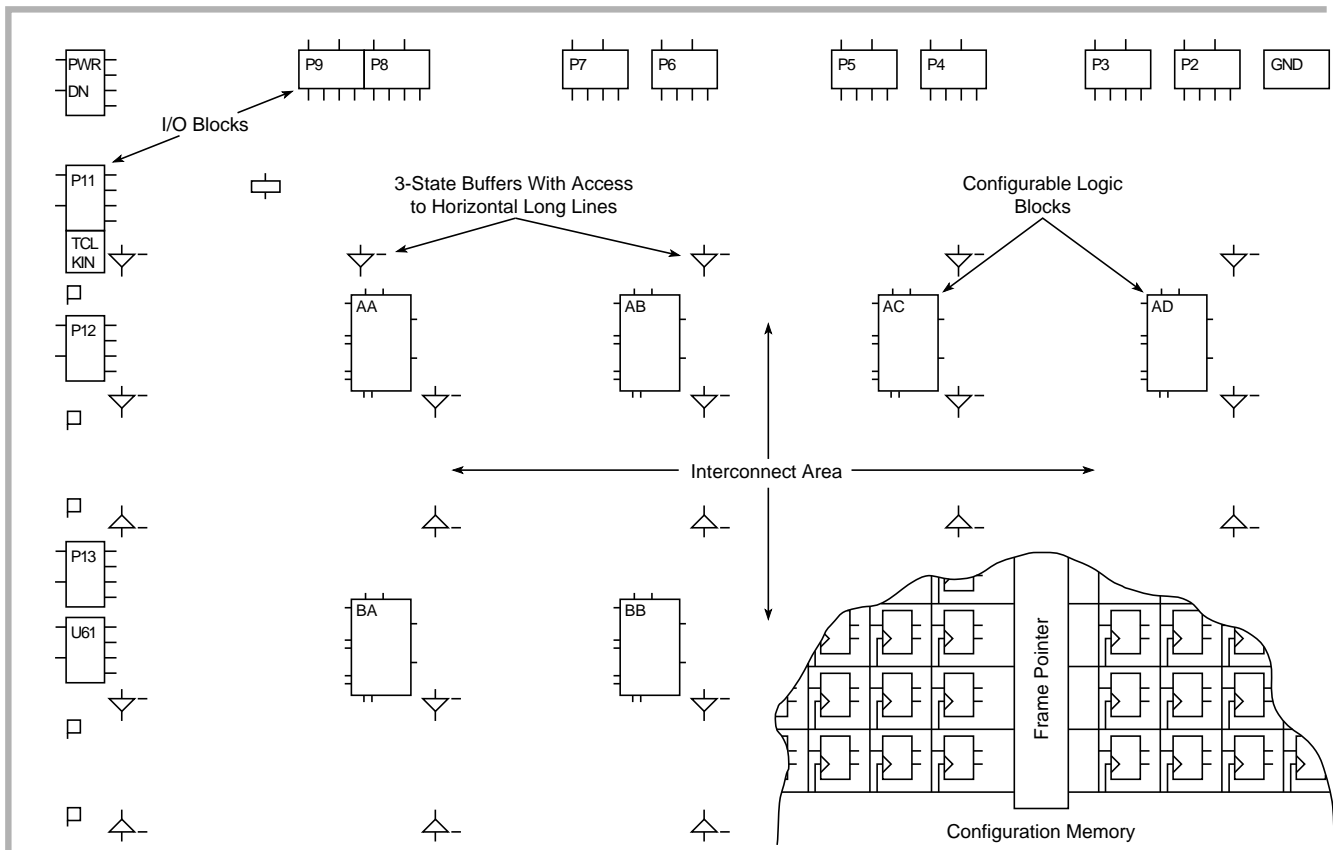 PWR
DN
P9
P8
P7
P6
P5
P4
P3
P2
GND
I/O Blocks
P11
3-State Buffers With Access
to Horizontal Long Lines
Configurable Logic
Blocks
TCL
KIN
AA
AB
AC
AD
P12
Interconnect Area
P13
BA
BB
U61
Frame Pointer
Configuration Memory